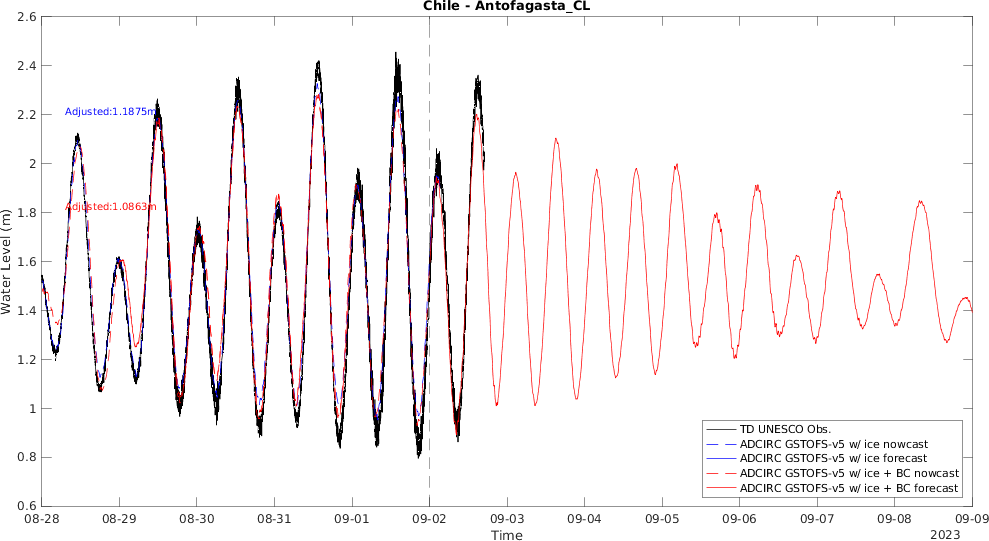 Chile - Antofagasta_CL
2.6
2.4
2.2
2
1.8
1.6
1.4
1.2
1
0.8
0.6
Water Level (m)
Adjusted:1.1875m
Adjusted:1.0863m
TD UNESCO Obs.
ADCIRC GSTOFS-v5 w/ ice nowcast
ADCIRC GSTOFS-v5 w/ ice forecast
ADCIRC GSTOFS-v5 w/ ice + BC nowcast
ADCIRC GSTOFS-v5 w/ ice + BC forecast
08-28 08-29 08-30 08-31 09-01 09-02 09-03 09-04 09-05 09-06 09-07 09-08 09-09
Time
2023